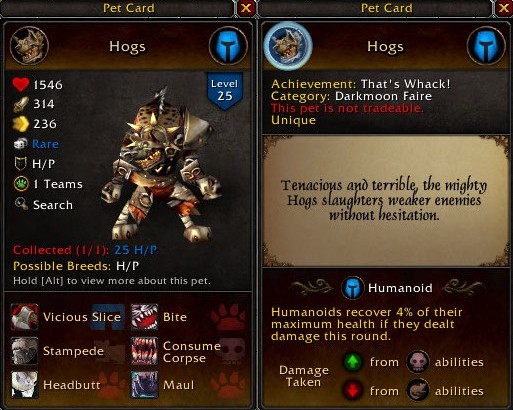 Pet Card
Hogs
Level
25
1546
314
236
Rare
H/P
1 Teams
Search
Collected (1/1): 25 H/P
Possible Breeds: H/P
Hold [Alt] to view more about this pet.
Vicious Slice
Bite
Stampede
Consume
Corpse
Headbutt
Maul
Pet Card
Hogs
Achievement: That's Whack!
Category: Darkmoon Faire
This pet is not tradeable.
Unique
Tenacious and terrible, the mighty
Hogs slaughters weaker enemies
without hesitation.
Humanoid
Humanoids recover 4% of their
maximum health if they dealt
damage this round.
Damage
Taken
from abilities
from abilities